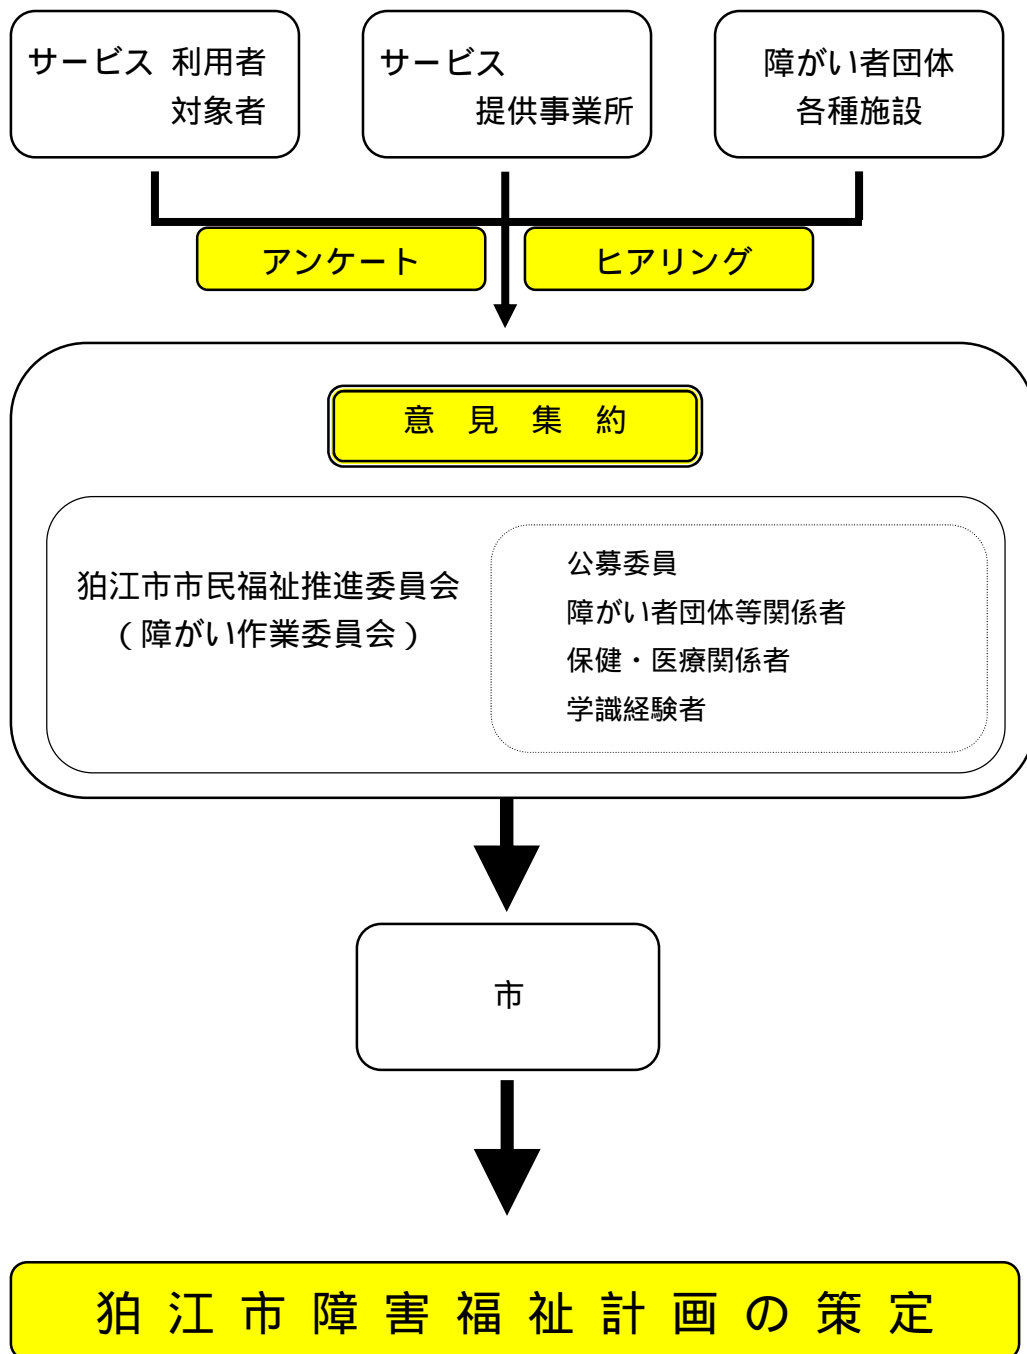 サービス 利用者
対象者
サービス
提供事業所
障がい者団体
各種施設
アンケート
ヒアリング
意 見 集 約
狛江市市民福祉推進委員会
（障がい作業委員会）
公募委員
障がい者団体等関係者
保健・医療関係者
学識経験者
市
狛江市障害福祉計画の策定